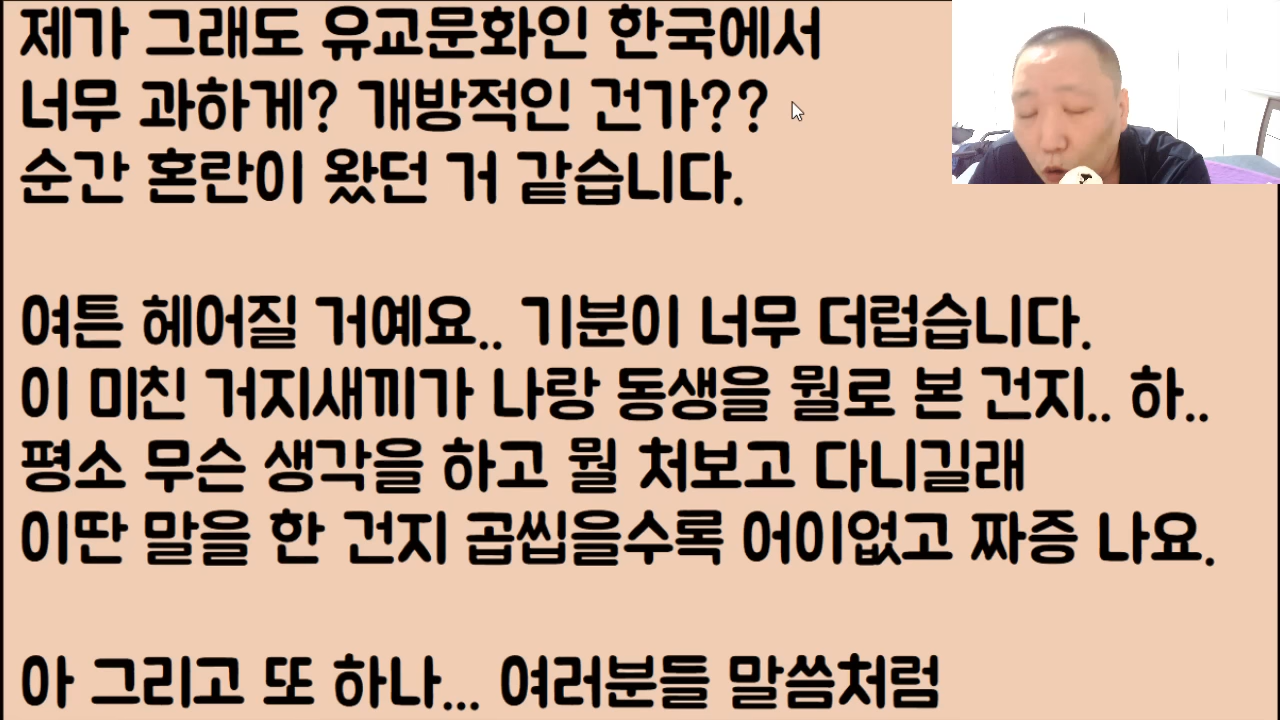 제가 그래도 유교문화인 한국에서
너무 과하게? 개방적인 건가??
순간 혼란이 왔던 거 같습니다.
여튼 헤어질 거예요.. 기분이 너무 더럽습니다.
이 미친 거지새끼가 나랑 동생을 뭘로 본 건지.. 하..
평소 무슨 생각을 하고 뭘 처보고 다니길래
이딴 말을 한 건지 곱씹을수록 어이없고 짜증 나요.
아 그리고 또 하나... 여러분들 말씀처럼